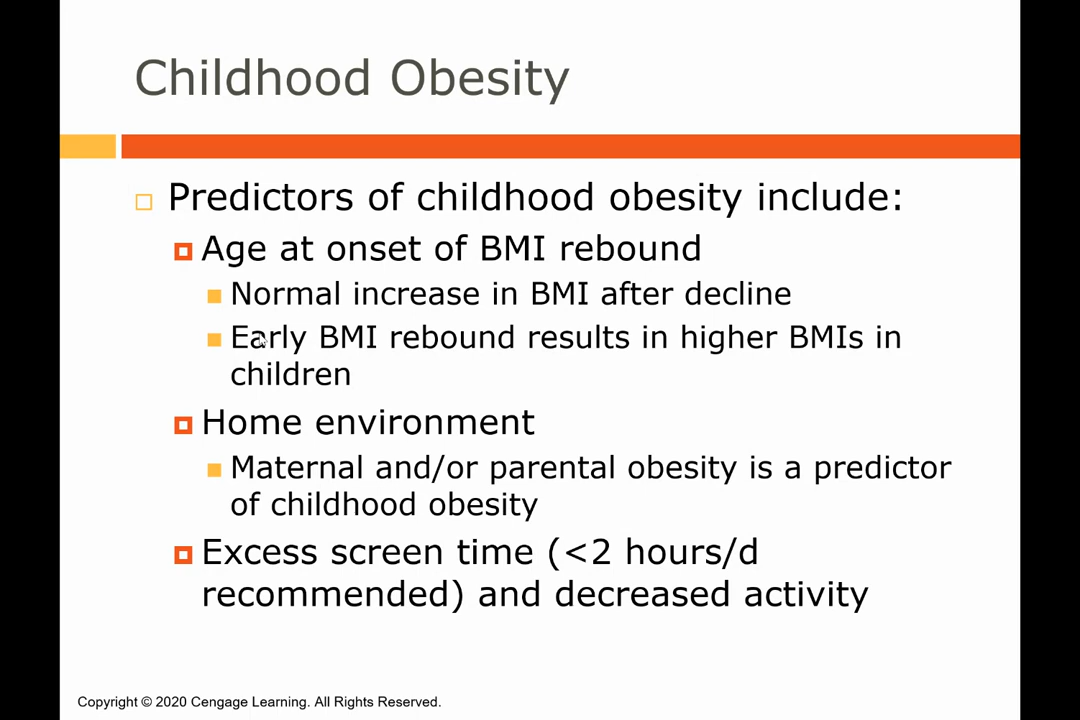 Childhood Obesity
Predictors of childhood obesity include:
Age at onset of BMI rebound
Normal increase in BMI after decline
Early BMI rebound results in higher BMIs in
children
Home environment
Maternal and/or parental obesity is a predictor
of childhood obesity
Excess screen time (<2 hours/d
recommended) and decreased activity
Copyright © 2020 Cengage Learning. All Rights Reserved.